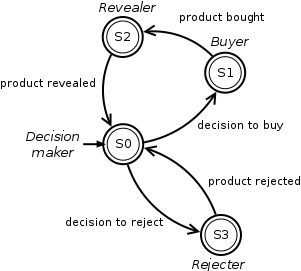 Revealer
product bought
S2
Buyer
S1
product revealed
decision to buy
Decision
maker
S0
product rejected
decision to reject
S3
Rejecter